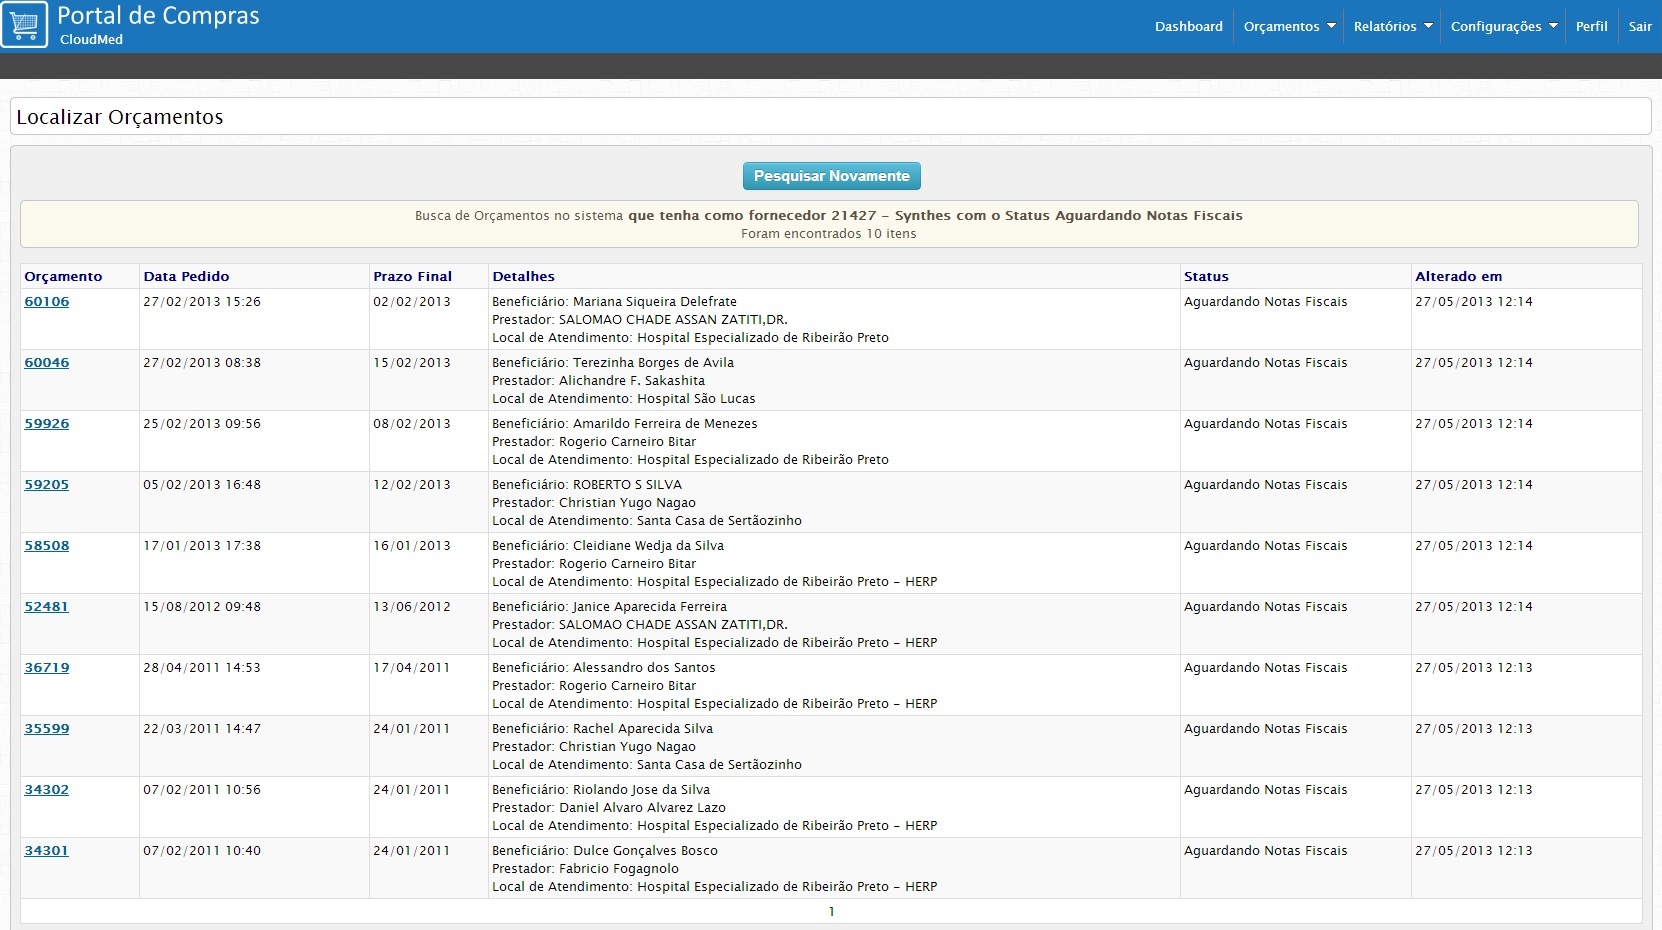 Portal de Compras
CloudMed
Dashboard
Orçamentos
Relatórios
Configurações
Perfil
Sair
Localizar Orçamentos
Pesquisar Novamente
Busca de Orçamentos no sistema que tenha como fornecedor 21427 - Synthes com o Status Aguardando Notas Fiscais
Foram encontrados 10 itens
Orçamento Data Pedido Prazo Final Detalhes Status Alterado em
60106 27/02/2013 15:26 02/02/2013 Beneficiário: Mariana Siqueira Delefrate Aguardando Notas Fiscais 27/05/2013 12:14
Prestador: SALOMAO CHADE ASSAN ZATITI,DR.
Local de Atendimento: Hospital Especializado de Ribeirão Preto
60046 27/02/2013 08:38 15/02/2013 Beneficiário: Terezinha Borges de Avila Aguardando Notas Fiscais 27/05/2013 12:14
Prestador: Alichandre F. Sakashita
Local de Atendimento: Hospital São Lucas
59926 25/02/2013 09:56 08/02/2013 Beneficiário: Amarildo Ferreira de Menezes Aguardando Notas Fiscais 27/05/2013 12:14
Prestador: Rogerio Carneiro Bitar
Local de Atendimento: Hospital Especializado de Ribeirão Preto
59205 05/02/2013 16:48 12/02/2013 Beneficiário: ROBERTO S SILVA Aguardando Notas Fiscais 27/05/2013 12:14
Prestador: Christian Yugo Nagao
Local de Atendimento: Santa Casa de Sertãozinho
58508 17/01/2013 17:38 16/01/2013 Beneficiário: Cleidiane Wedja da Silva Aguardando Notas Fiscais 27/05/2013 12:14
Prestador: Rogerio Carneiro Bitar
Local de Atendimento: Hospital Especializado de Ribeirão Preto - HERP
52481 15/08/2012 09:48 13/06/2012 Beneficiário: Janice Aparecida Ferreira Aguardando Notas Fiscais 27/05/2013 12:14
Prestador: SALOMAO CHADE ASSAN ZATITI,DR.
Local de Atendimento: Hospital Especializado de Ribeirão Preto - HERP
36719 28/04/2011 14:53 17/04/2011 Beneficiário: Alessandro dos Santos Aguardando Notas Fiscais 27/05/2013 12:13
Prestador: Rogerio Carneiro Bitar
Local de Atendimento: Hospital Especializado de Ribeirão Preto - HERP
35599 22/03/2011 14:47 24/01/2011 Beneficiário: Rachel Aparecida Silva Aguardando Notas Fiscais 27/05/2013 12:13
Prestador: Christian Yugo Nagao
Local de Atendimento: Santa Casa de Sertãozinho
34302 07/02/2011 10:56 24/01/2011 Beneficiário: Riolando Jose da Silva Aguardando Notas Fiscais 27/05/2013 12:13
Prestador: Daniel Alvaro Alvarez Lazo
Local de Atendimento: Hospital Especializado de Ribeirão Preto - HERP
34301 07/02/2011 10:40 24/01/2011 Beneficiário: Dulce Gonçalves Bosco Aguardando Notas Fiscais 27/05/2013 12:13
Prestador: Fabricio Fogagnolo
Local de Atendimento: Hospital Especializado de Ribeirão Preto - HERP
1